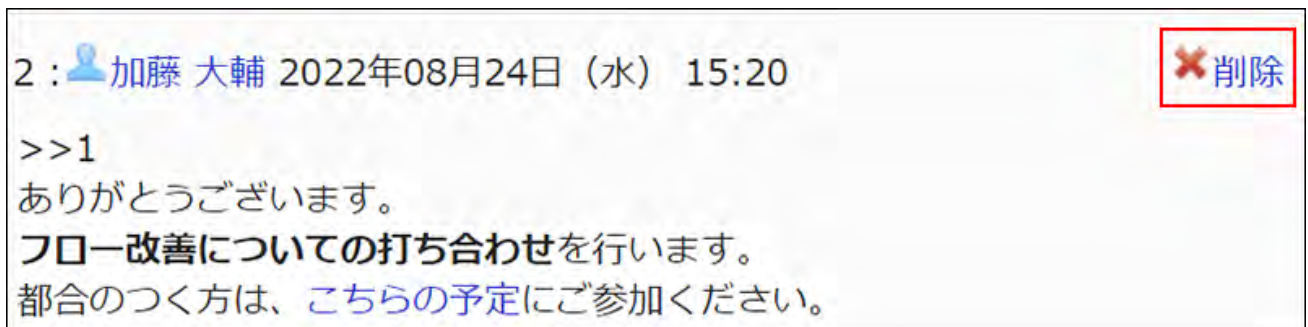 2 : 加藤 大輔 2022年08月24日（水） 15:20 削除
>>1
ありがとうございます。
フロー改善についての打ち合わせを行います。
都合のつく方は、こちらの予定にご参加ください。